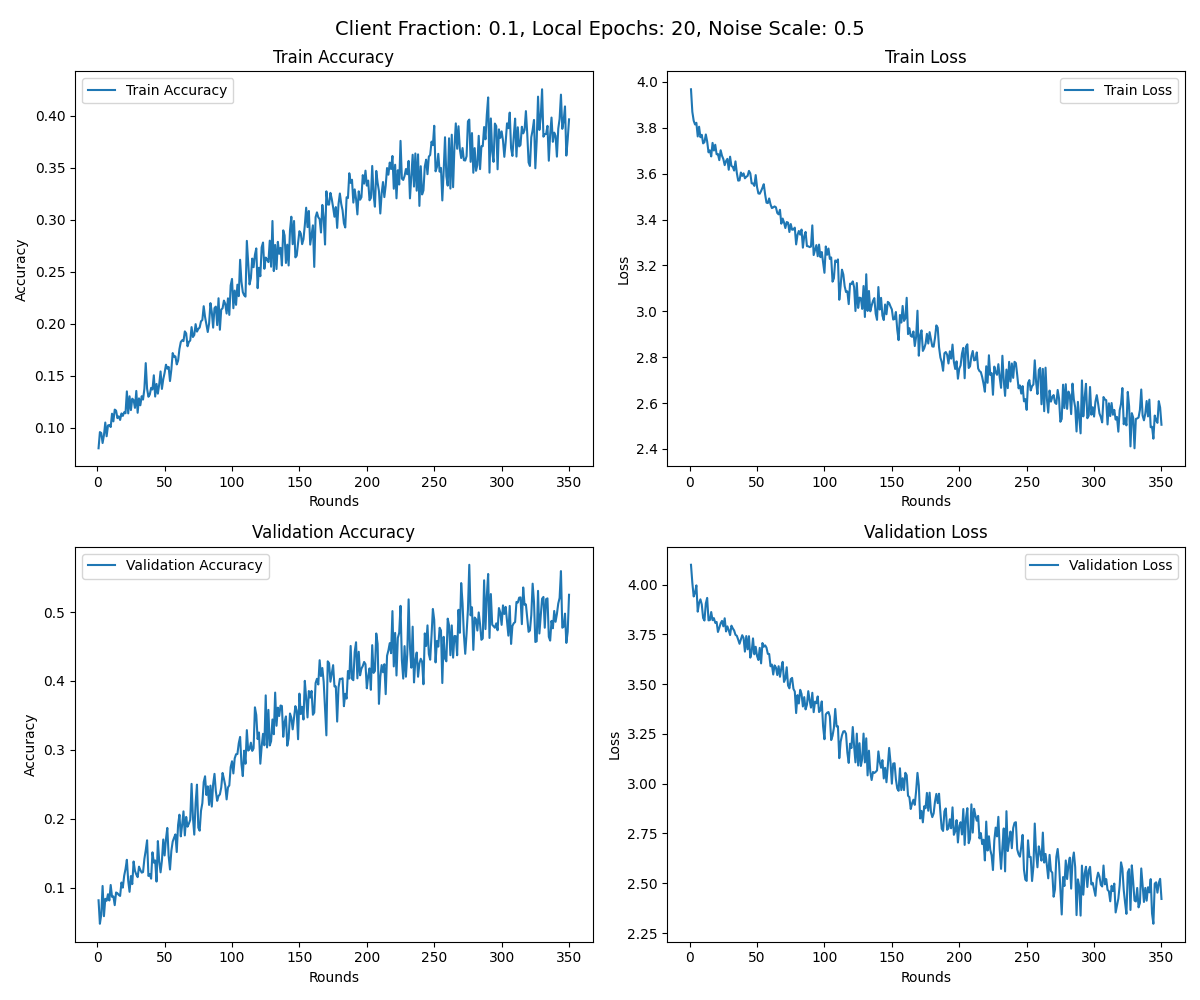 Client Fraction: 0.1, Local Epochs: 20, Noise Scale: 0.5
Train Accuracy
Train Accuracy
0.40
0.35
0.30
0.25
0.20
0.15
0.10
Accuracy
0 50 100 150 200 250 300 350
Rounds
Train Loss
Train Loss
4.0
3.8
3.6
3.4
3.2
3.0
2.8
2.6
2.4
Loss
0 50 100 150 200 250 300 350
Rounds
Validation Accuracy
Validation Accuracy
0.5
0.4
0.3
0.2
0.1
Accuracy
0 50 100 150 200 250 300 350
Rounds
Validation Loss
Validation Loss
4.00
3.75
3.50
3.25
3.00
2.75
2.50
2.25
Loss
0 50 100 150 200 250 300 350
Rounds